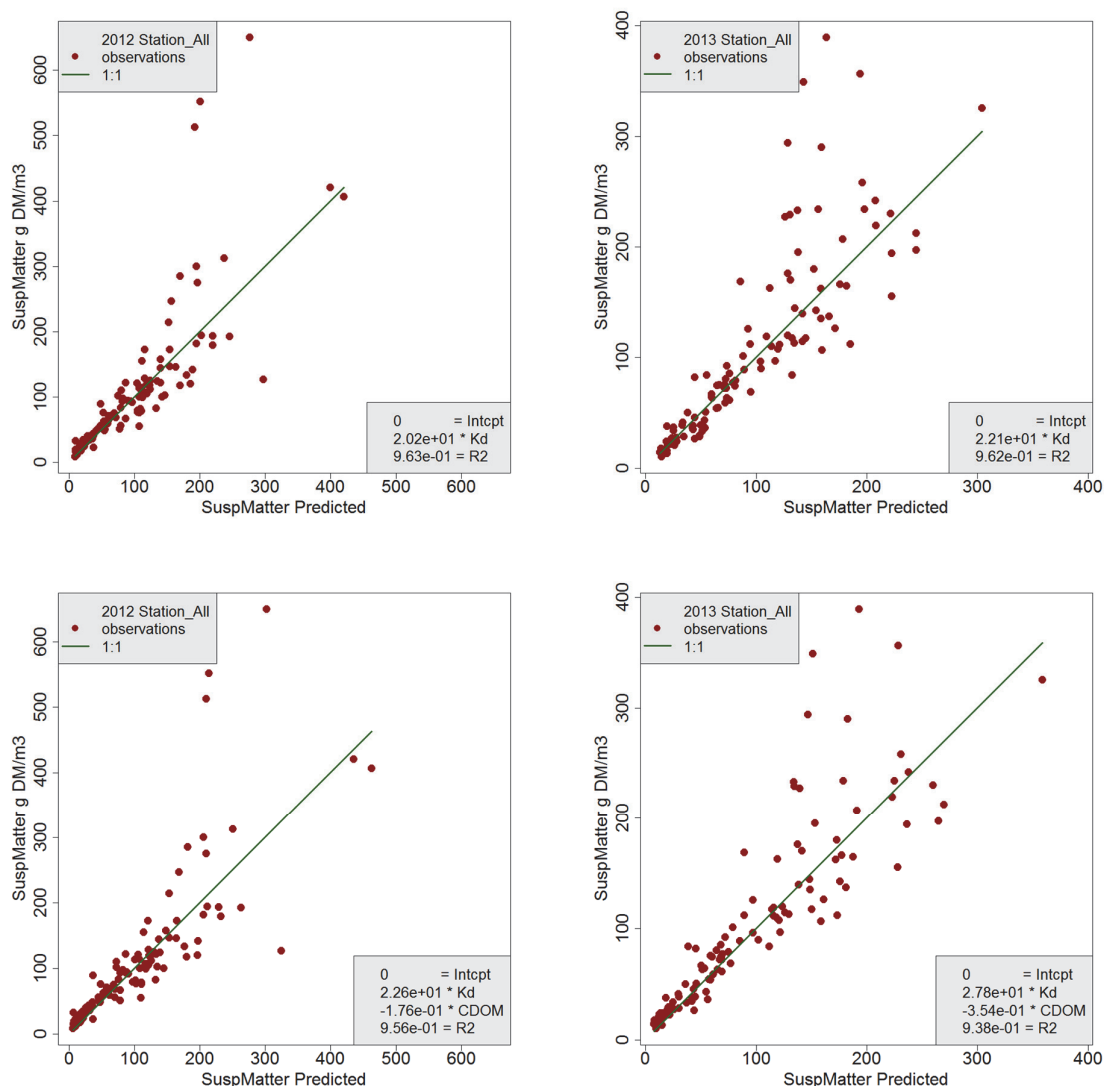 2012 Station_All
observations
1:1
SuspMatter g DM/m3
0 100 200 300 400 500 600
0 100 200 300 400 500 600
SuspMatter Predicted
0 = Intcpt
2.02e+01 * Kd
9.63e-01 = R2
2013 Station_All
observations
1:1
SuspMatter g DM/m3
0 100 200 300 400
0 100 200 300 400
SuspMatter Predicted
0 = Intcpt
2.21e+01 * Kd
9.62e-01 = R2
2012 Station_All
observations
1:1
SuspMatter g DM/m3
0 100 200 300 400 500 600
0 100 200 300 400 500 600
SuspMatter Predicted
0 = Intcpt
2.26e+01 * Kd
-1.76e-01 * CDOM
9.56e-01 = R2
2013 Station_All
observations
1:1
SuspMatter g DM/m3
0 100 200 300 400
0 100 200 300 400
SuspMatter Predicted
0 = Intcpt
2.78e+01 * Kd
-3.54e-01 * CDOM
9.38e-01 = R2